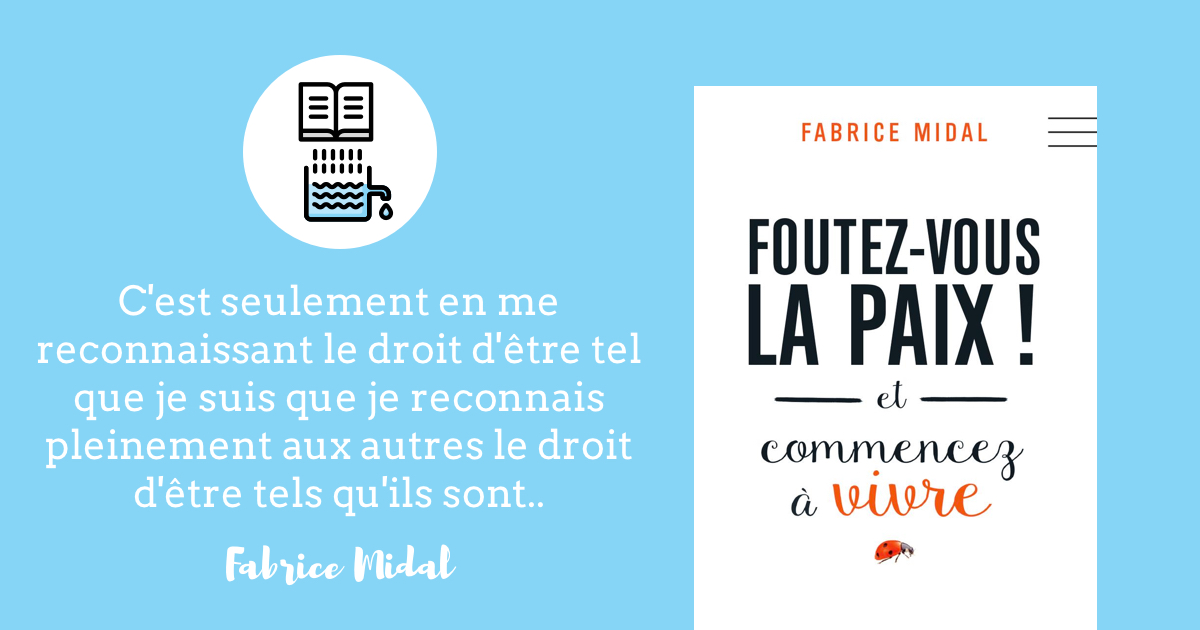 C'est seulement en me
reconnaissant le droit d'être tel
que je suis que je reconnais
pleinement aux autres le droit
d'être tels qu'ils sont..
Fabrice Midal
FABRICE MIDAL
FOUTEZ-VOUS
LA PAIX !
et
commencez
à vivre